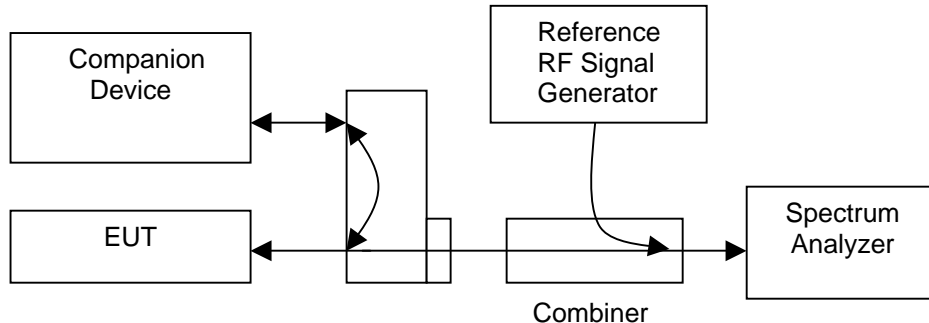 Companion
Device
Reference
RF Signal
Generator
EUT
Spectrum
Analyzer
Combiner